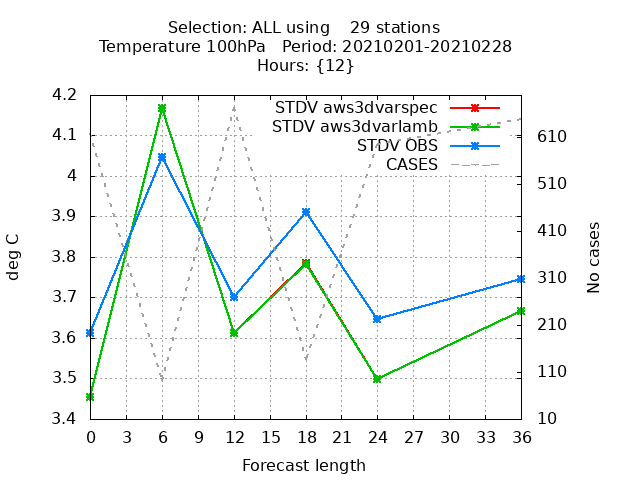 Selection: ALL using    29 stations
Temperature 100hPa   Period: 20210201-20210228
Hours: {12}
STDV aws3dvarspec
STDV aws3dvarlamb
STDV OBS
CASES
4.2
4.1
4
3.9
3.8
3.7
3.6
3.5
3.4
deg C
610
510
410
310
210
110
10
No cases
0 3 6 9 12 15 18 21 24 27 30 33 36
Forecast length